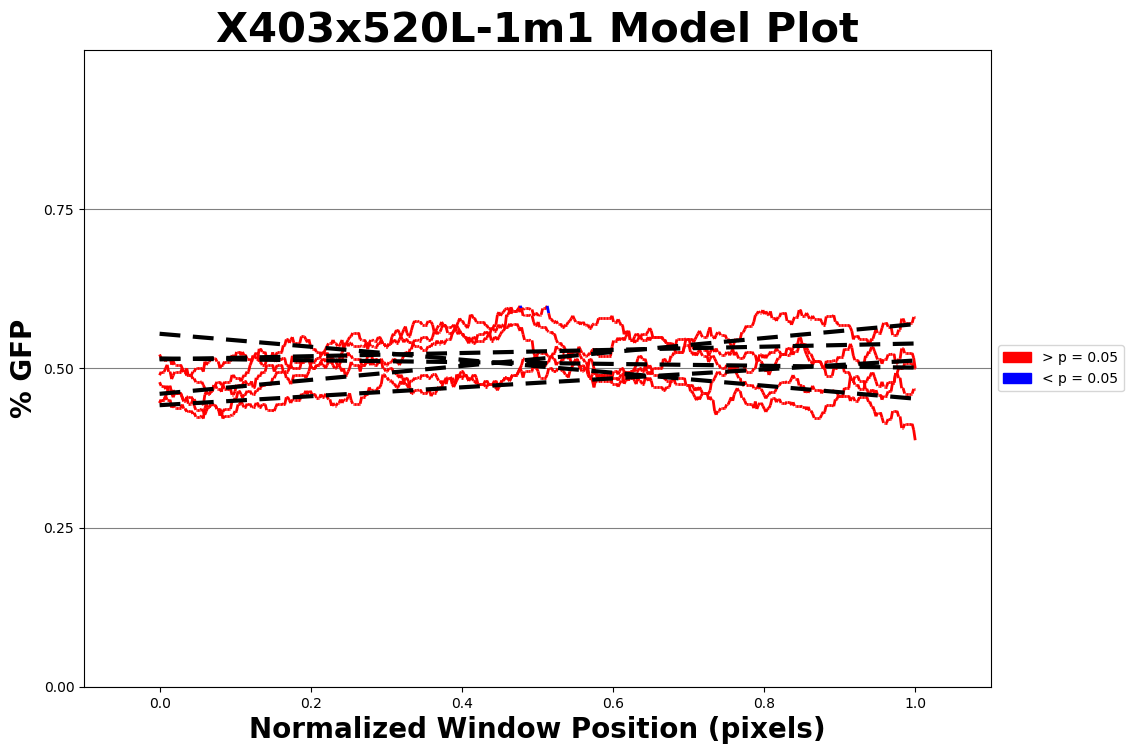 X403x520L-1m1 Model Plot
% GFP
0.75
0.50
0.25
0.00
0.0 0.2 0.4 0.6 0.8 1.0
Normalized Window Position (pixels)
> p = 0.05
< p = 0.05